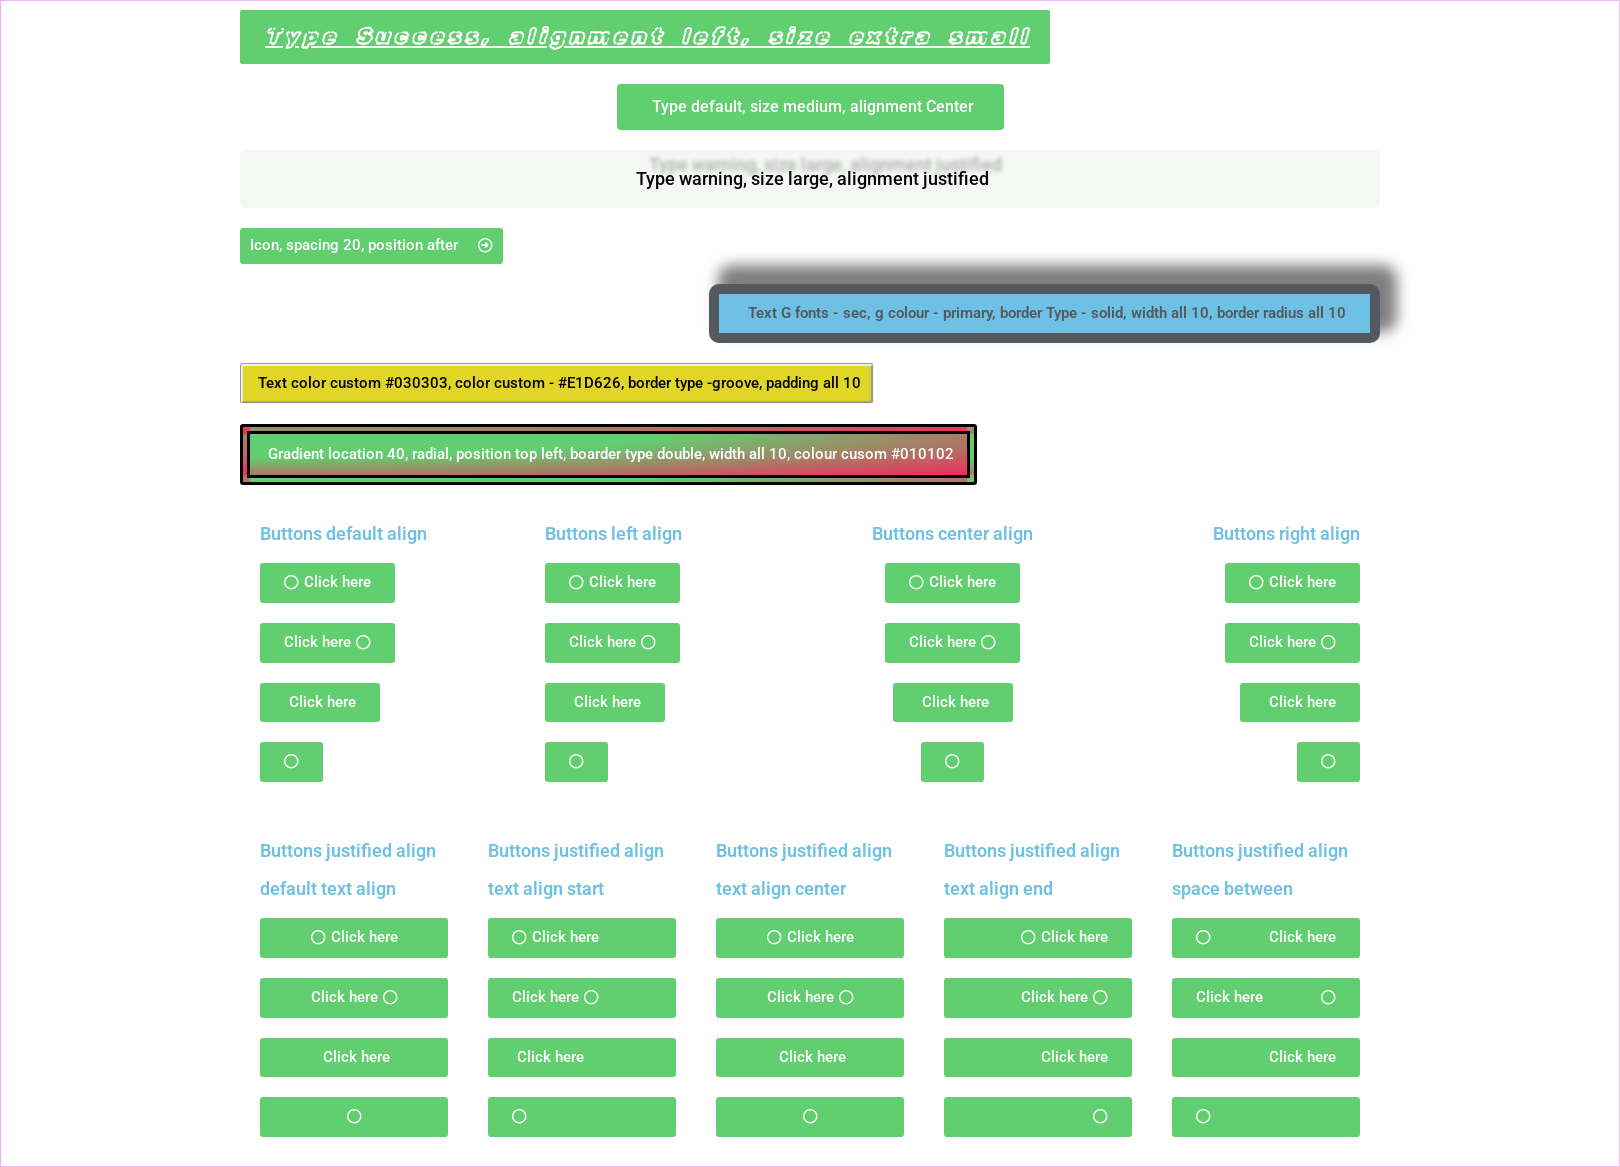 Type Success, alignment left, size extra small
Type default, size medium, alignment Center
Type warning, size large, alignment justified
Icon, spacing 20, position after
Text G fonts - sec, g colour - primary, border Type - solid, width all 10, border radius all 10
Text color custom #030303, color custom - #E1D626, border type -groove, padding all 10
Gradient location 40, radial, position top left, boarder type double, width all 10, colour cusom #010102
Buttons default align Buttons left align Buttons center align Buttons right align
Click here Click here Click here Click here
Click here Click here Click here Click here
Click here Click here Click here Click here
Buttons justified align Buttons justified align Buttons justified align Buttons justified align Buttons justified align
default text align text align start text align center text align end space between
Click here Click here Click here Click here Click here
Click here Click here Click here Click here Click here
Click here Click here Click here Click here Click here